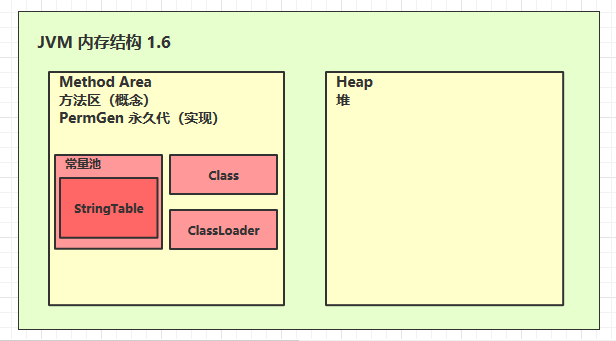 JVM 内存结构 1.6
Method Area
方法区（概念）
PermGen 永久代（实现）
常量池
StringTable
Class
ClassLoader
Heap
堆